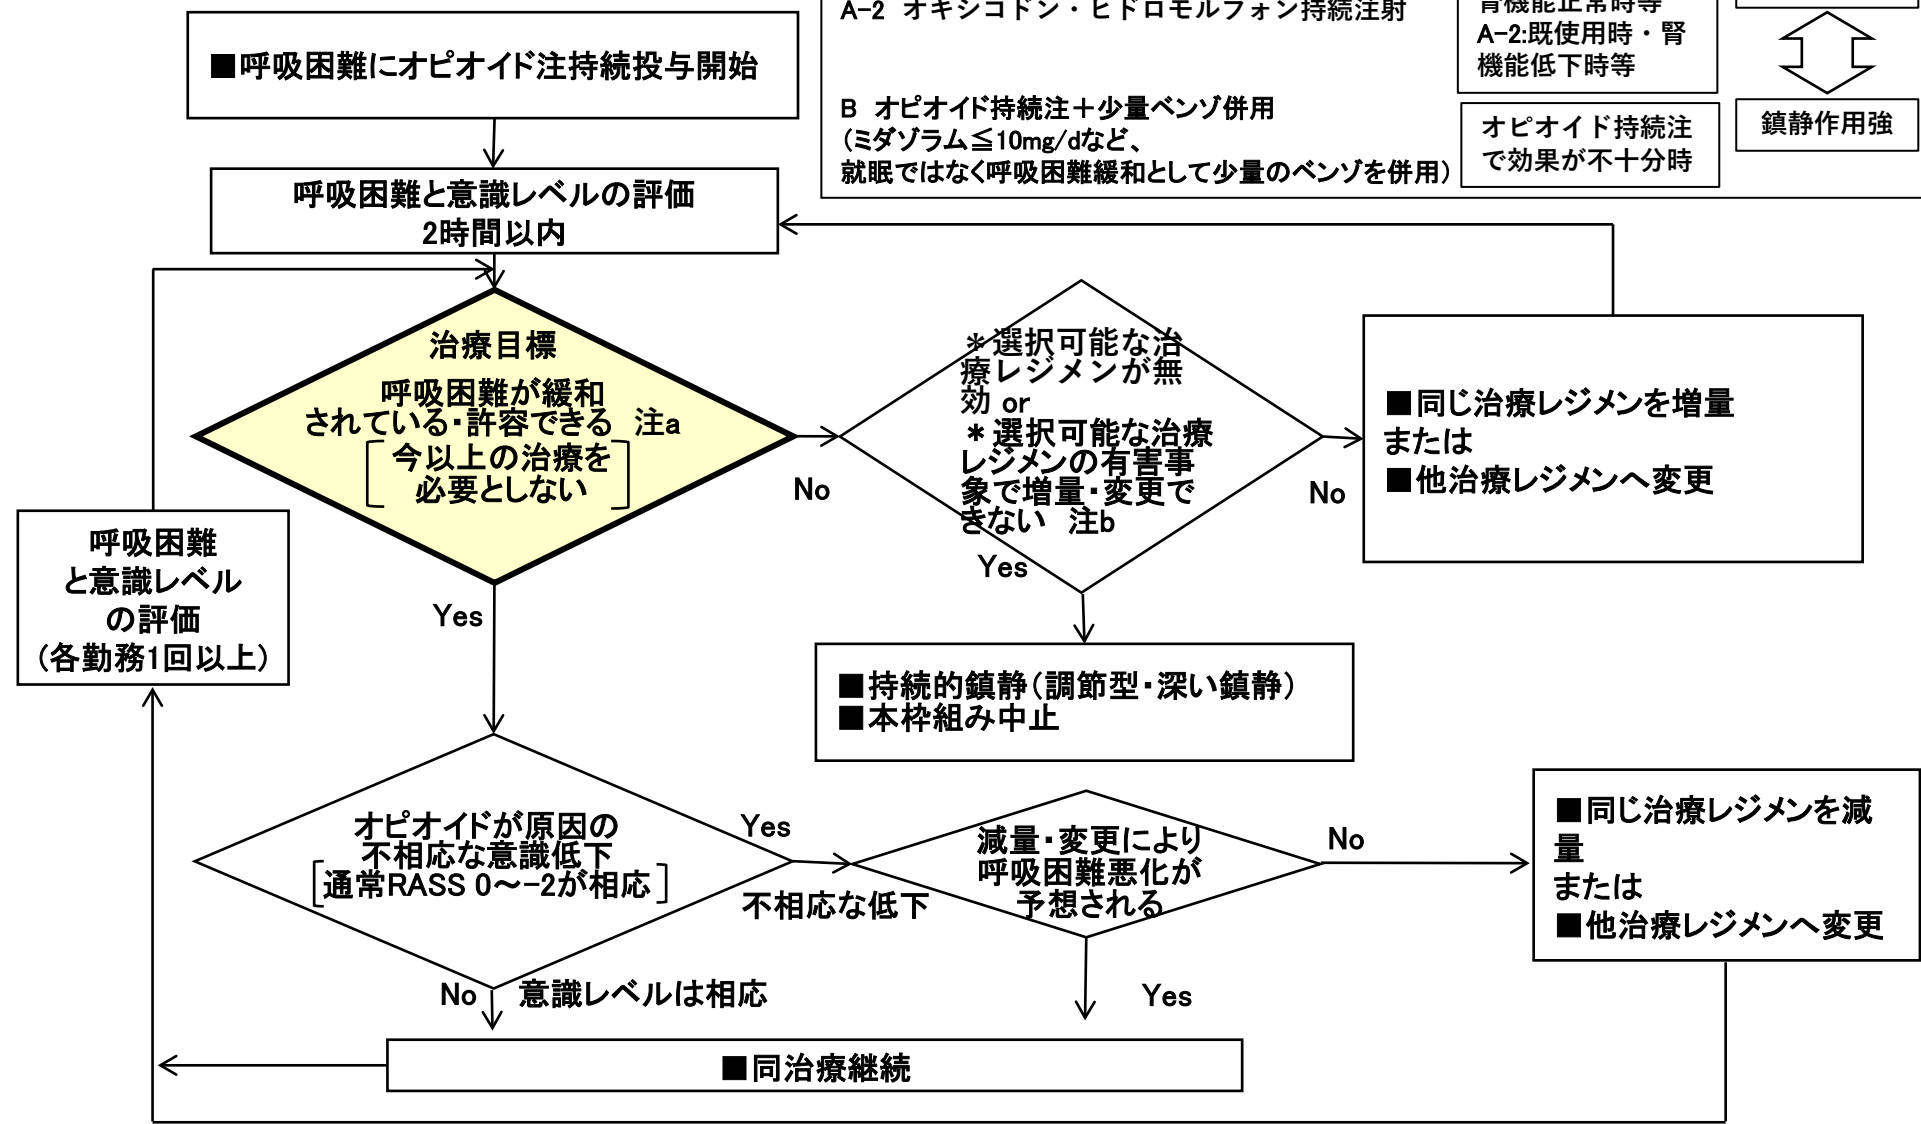 A-2 オキシコドン・ヒドロモルフォン持続注射
腎機能正常時等
A-2:既使用時・腎
機能低下時等
■呼吸困難にオピオイド注持続投与開始
B オピオイド持続注＋少量ベンゾ併用
(ミダゾラム≦10mg/dなど、
就眠ではなく呼吸困難緩和として少量のベンゾを併用)
オピオイド持続注
で効果が不十分時
鎮静作用強
呼吸困難と意識レベルの評価
2時間以内
治療目標
呼吸困難が緩和
されている・許容できる 注a
今以上の治療を
必要としない
No
＊選択可能な治
療レジメンが無
効 or
＊選択可能な治療
レジメンの有害事
象で増量・変更で
きない 注b
No
■同じ治療レジメンを増量
または
■他治療レジメンへ変更
Yes
呼吸困難
と意識レベル
の評価
(各勤務1回以上)
Yes
■持続的鎮静(調節型・深い鎮静)
■本枠組み中止
オピオイドが原因の
不相応な意識低下
[通常RASS 0～-2が相応]
Yes
不相応な低下
減量・変更により
呼吸困難悪化が
予想される
No
■同じ治療レジメンを減
量
または
■他治療レジメンへ変更
No 意識レベルは相応
Yes
■同治療継続